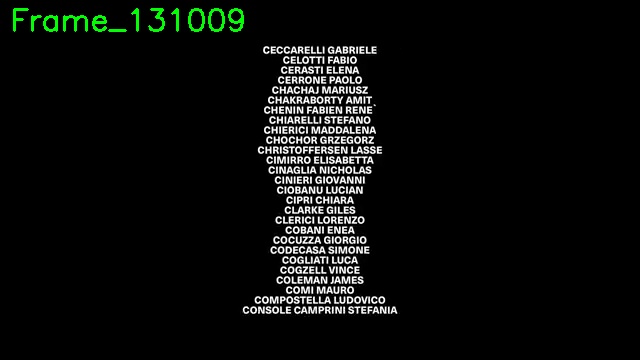 Frame_131009
CECCARELLI GABRIELE
CELOTTI FABIO
CERASTI ELENA
CERRONE PAOLO
CHACHAJ MARIUSZ
CHAKRABORTY AMIT
CHENIN FABIEN RENE'
CHIARELLI STEFANO
CHIERICI MADDALENA
CHOCHOR GRZEGORZ
CHRISTOFFERSEN LASSE
CIMIRRO ELISABETTA
CINAGLIA NICHOLAS
CINIERI GIOVANNI
CIOBANU LUCIAN
CIPRI CHIARA
CLARKE GILES
CLERICI LORENZO
COBANI ENEA
COCUZZA GIORGIO
CODECASA SIMONE
COGLIATI LUCA
COGZELL VINCE
COLEMAN JAMES
COMI MAURO
COMPOSTELLA LUDOVICO
CONSOLE CAMPRINI STEFANIA